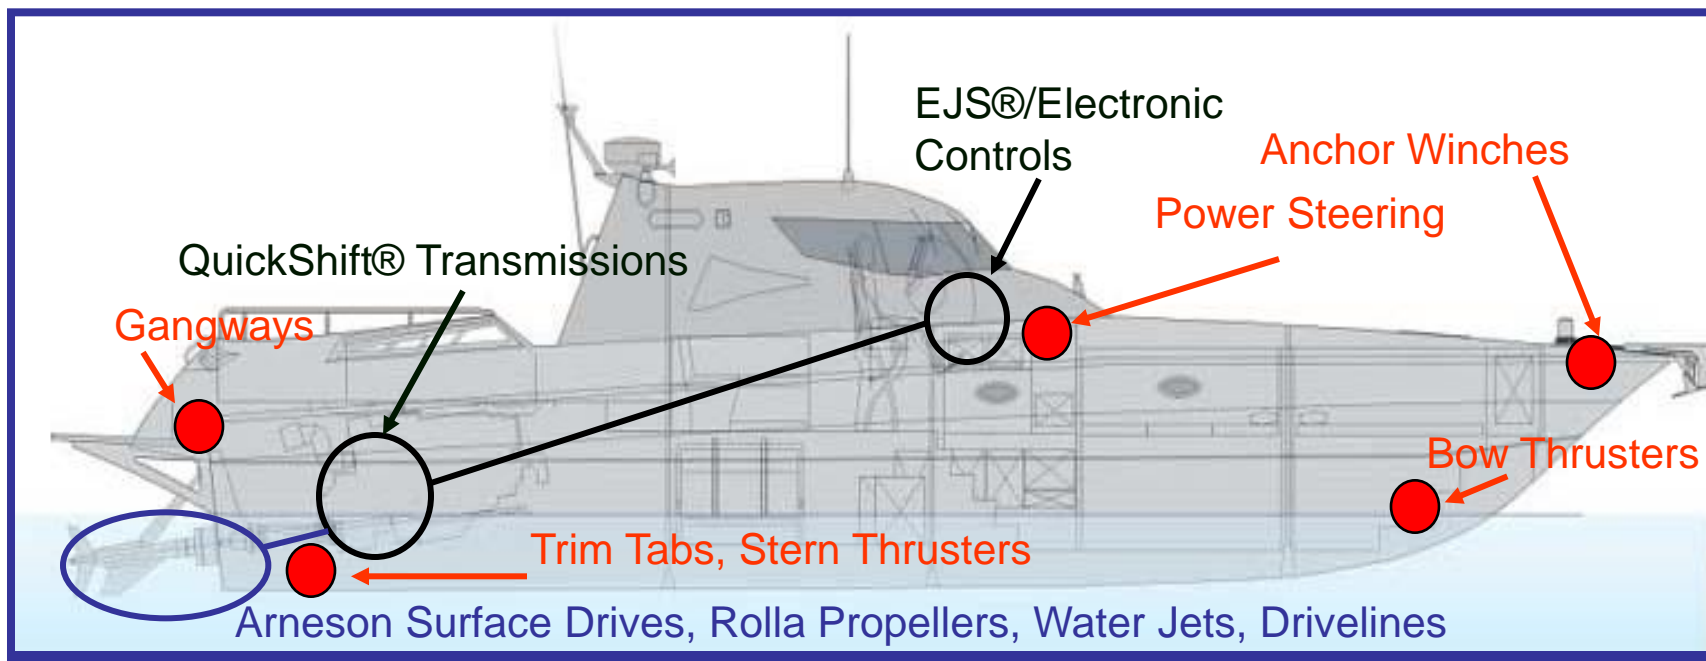 EJS®/Electronic
Controls
Anchor Winches
Power Steering
QuickShift® Transmissions
Gangways
Bow Thrusters
Trim Tabs, Stern Thrusters
Arneson Surface Drives, Rolla Propellers, Water Jets, Drivelines